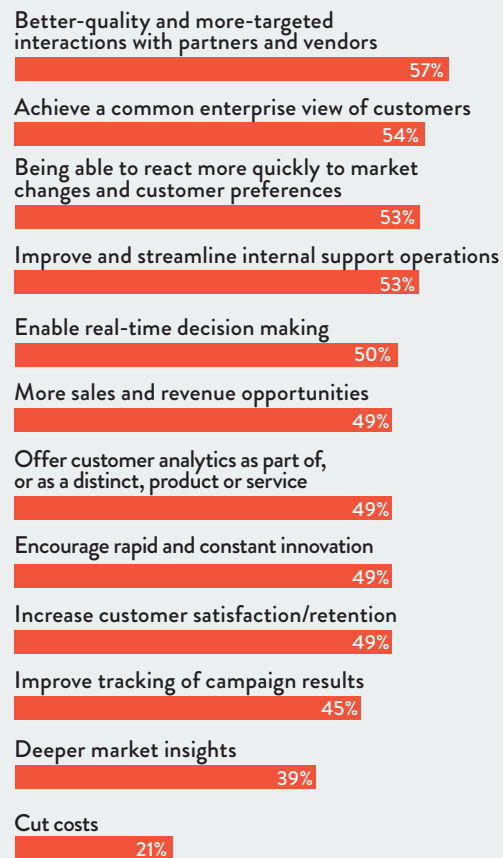 Better-quality and more-targeted
interactions with partners and vendors
57%
Achieve a common enterprise view of customers
54%
Being able to react more quickly to market
changes and customer preferences
53%
Improve and streamline internal support operations
53%
Enable real-time decision making
50%
More sales and revenue opportunities
49%
Offer customer analytics as part of,
or as a distinct, product or service
49%
Encourage rapid and constant innovation
49%
Increase customer satisfaction/retention
49%
Improve tracking of campaign results
45%
Deeper market insights
39%
Cut costs
21%